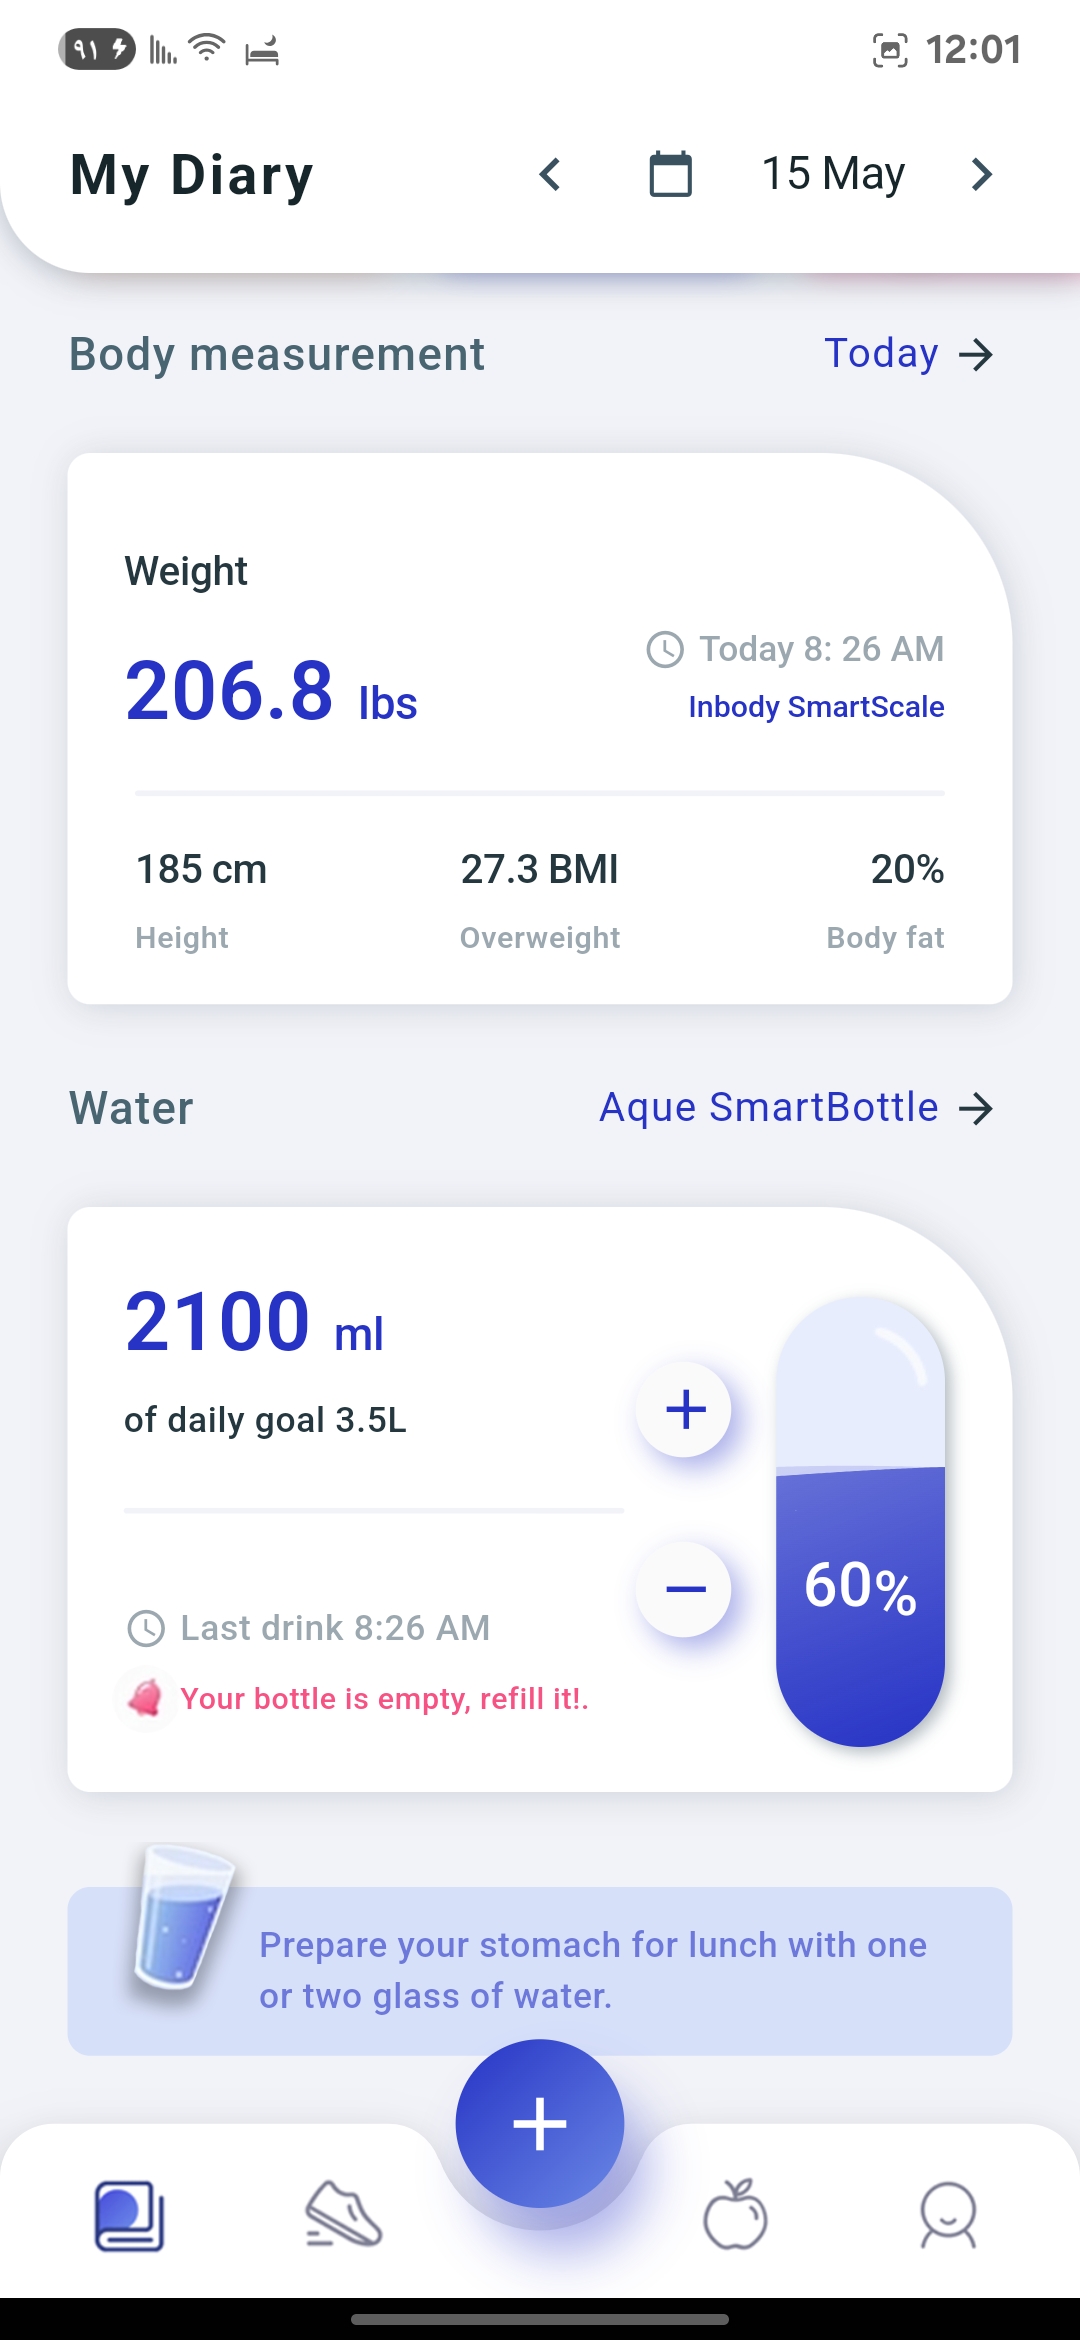 ٩١
12:01
My Diary
15 May
Body measurement
Today
Weight
206.8 lbs
Today 8: 26 AM
Inbody SmartScale
185 cm
27.3 BMI
20%
Height
Overweight
Body fat
Water
Aque SmartBottle
2100 ml
of daily goal 3.5L
60%
Last drink 8:26 AM
Your bottle is empty, refill it!.
Prepare your stomach for lunch with one
or two glass of water.